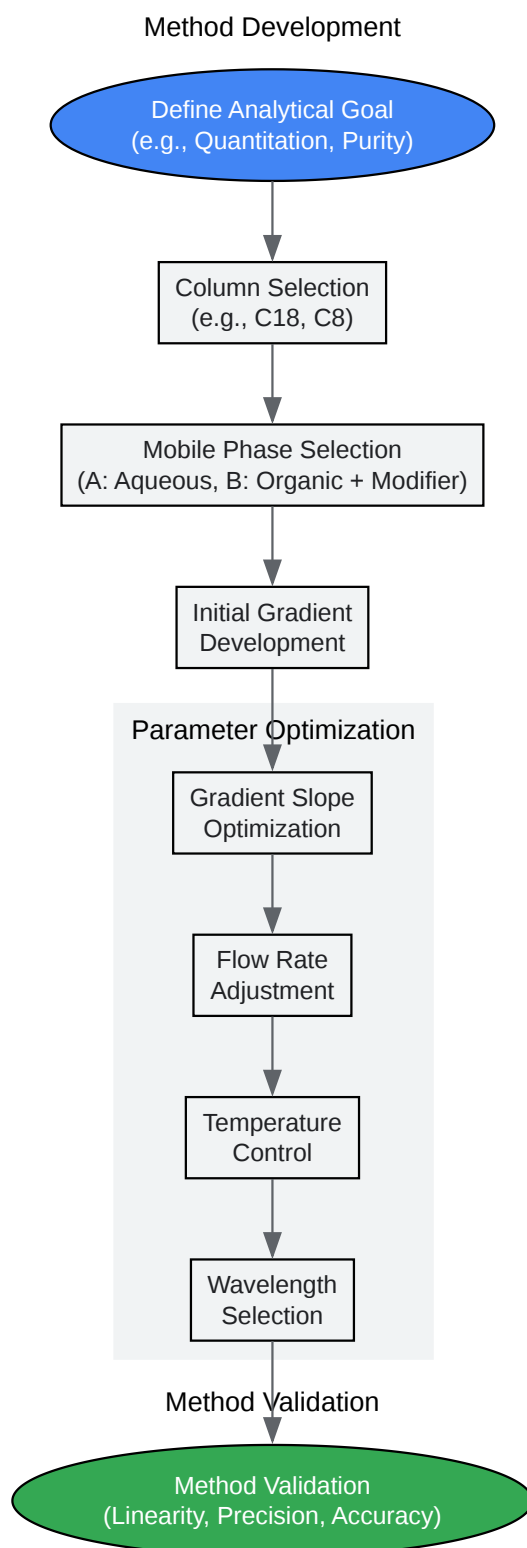 Method Development
Define Analytical Goal
(e.g., Quantitation, Purity)
Column Selection
(e.g., C18, C8)
Mobile Phase Selection
(A: Aqueous, B: Organic + Modifier)
Initial Gradient
Development
Parameter Optimization
Gradient Slope
Optimization
Flow Rate
Adjustment
Temperature
Control
Wavelength
Selection
Method Validation
Method Validation
(Linearity, Precision, Accuracy)